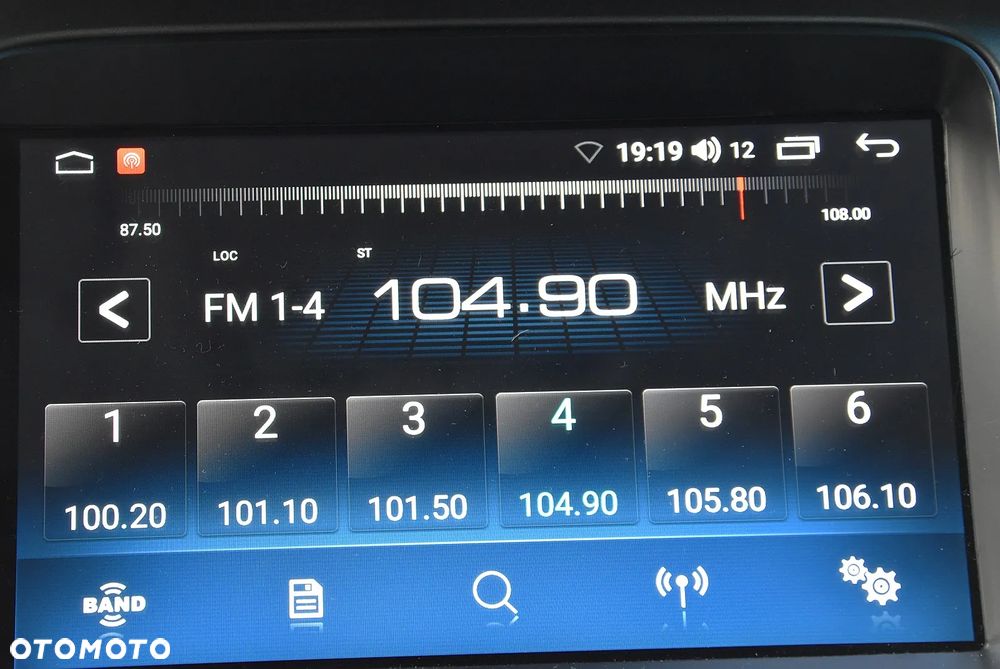 19:19 12
87.50 108.00
LOC ST
< FM 1-4 104.90 MHz >
1 2 3 4 5 6
100.20 101.10 101.50 104.90 105.80 106.10
BAND
OTOMOTO